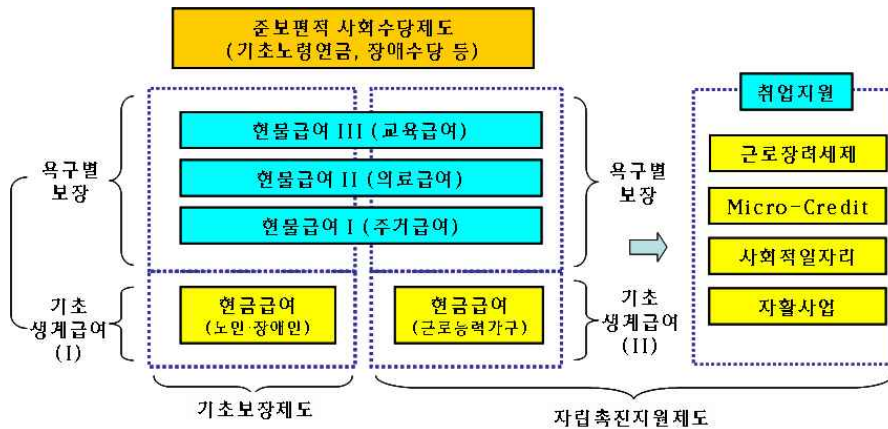 준보편적 사회수당제도
(기초노령연금, 장애수당 등)
취업지원
현물급여 III (교육급여)
현물급여 II (의료급여)
현물급여 I (주거급여)
욕구별
보장
욕구별
보장
근로장려세제
Micro-Credit
사회적일자리
자활사업
기초
생계급여
(I)
현금급여
(노인·장애인)
현금급여
(근로능력가구)
기초
생계급여
(II)
기초보장제도
자립촉진지원제도